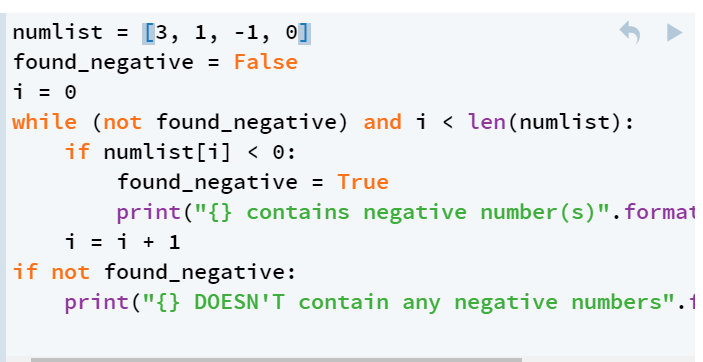 numlist = [3, 1, -1, 0]
found_negative = False
i = 0
while (not found_negative) and i < len(numlist):
    if numlist[i] < 0:
        found_negative = True
        print("{} contains negative number(s)".format
    i = i + 1
if not found_negative:
    print("{} DOESN'T contain any negative numbers".f